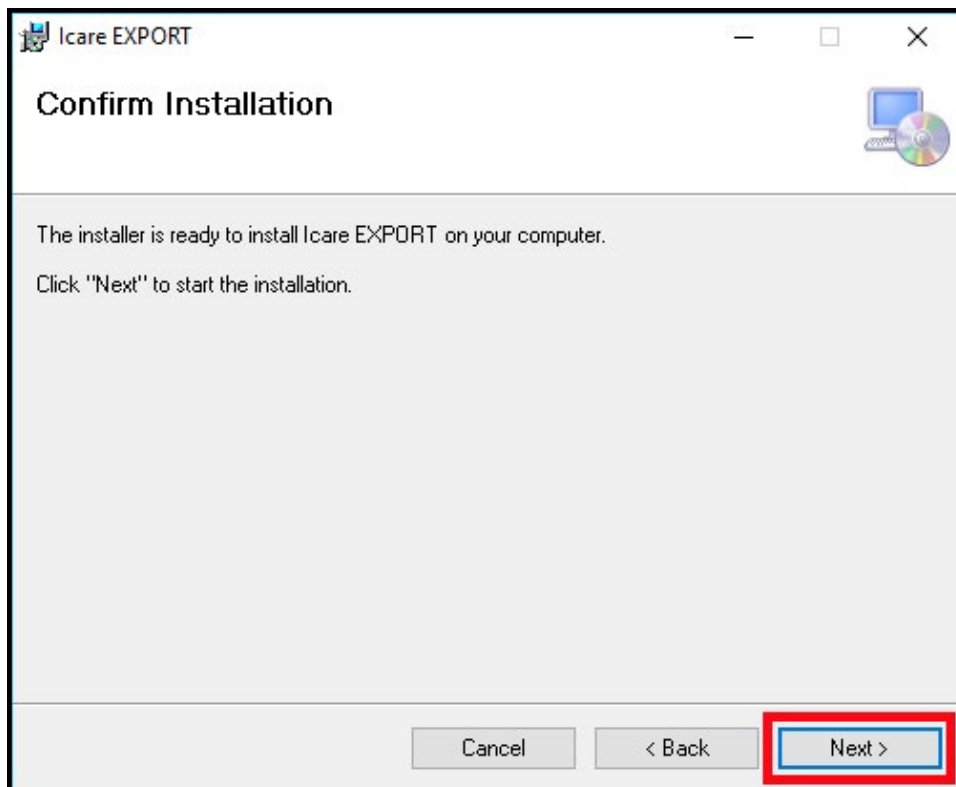 Icare EXPORT
Confirm Installation
The installer is ready to install Icare EXPORT on your computer.
Click "Next" to start the installation.
Cancel
< Back
Next >